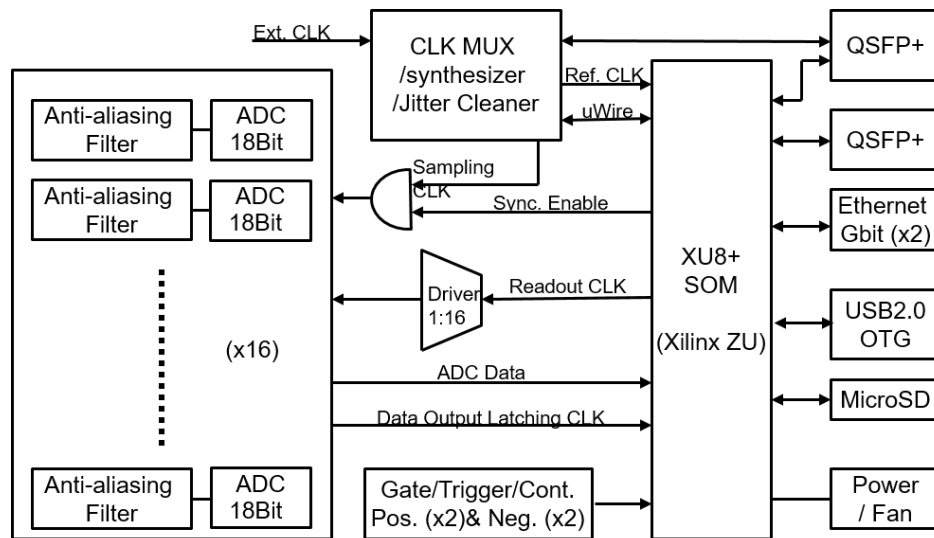 Ext. CLK
CLK MUX
/synthesizer
/Jitter Cleaner
QSFP+
Ref. CLK
uWire
Anti-aliasing
Filter
ADC
18Bit
QSFP+
Sampling
CLK
Anti-aliasing
Filter
ADC
18Bit
Sync. Enable
Ethernet
Gbit (x2)
XU8+
SOM
(Xilinx ZU)
Driver
1:16
Readout CLK
USB2.0
OTG
(x16)
ADC Data
MicroSD
Data Output Latching CLK
Anti-aliasing
Filter
ADC
18Bit
Gate/Trigger/Cont.
Pos. (x2)& Neg. (x2)
Power
/ Fan